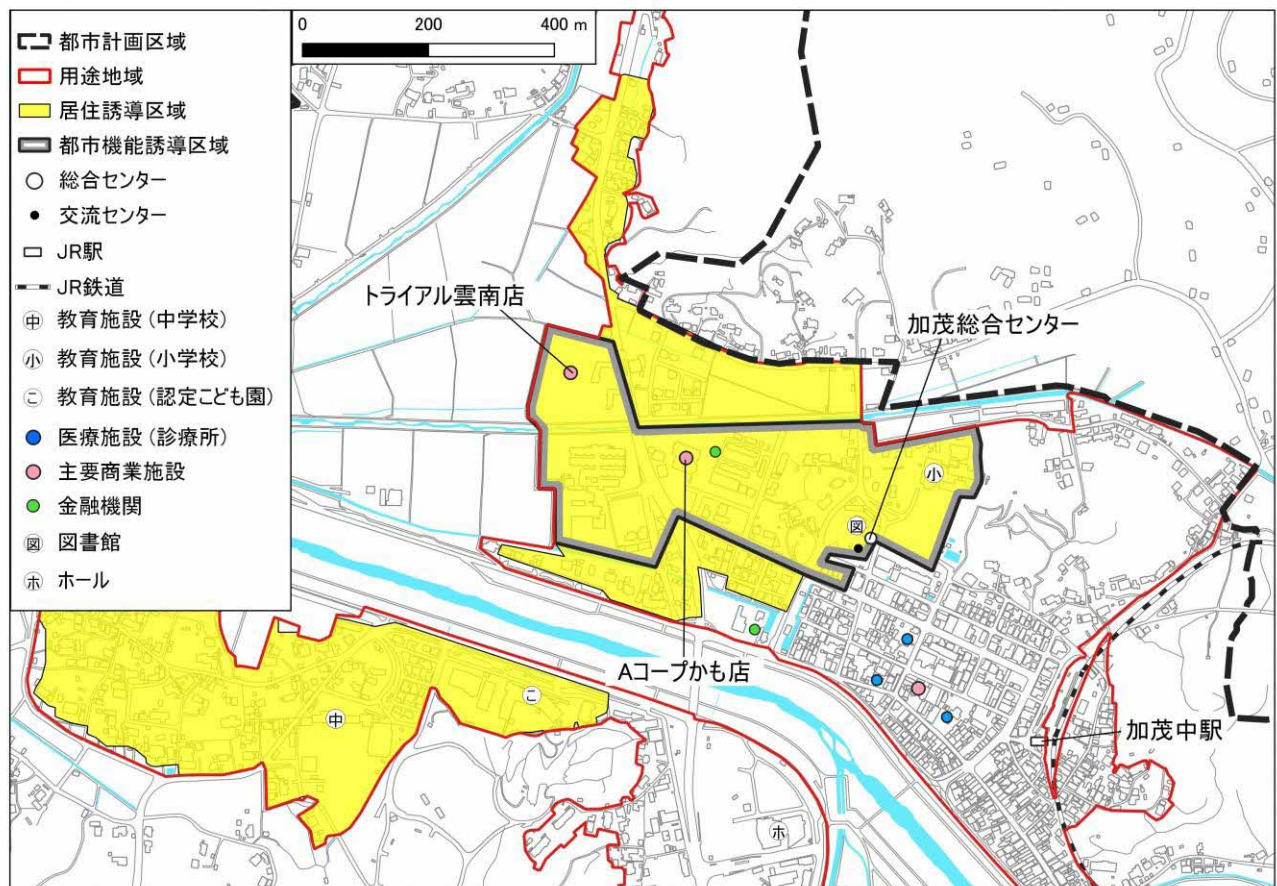 0 200 400 m
都市計画区域
用途地域
居住誘導区域
都市機能誘導区域
総合センター
交流センター
JR駅
JR鉄道
中 教育施設(中学校)
小 教育施設(小学校)
こ 教育施設(認定こども園)
医療施設(診療所)
主要商業施設
金融機関
図 図書館
ホ ホール
トライアル雲南店
加茂総合センター
小
図
Aコープかも店
こ
中
加茂中駅
ホ